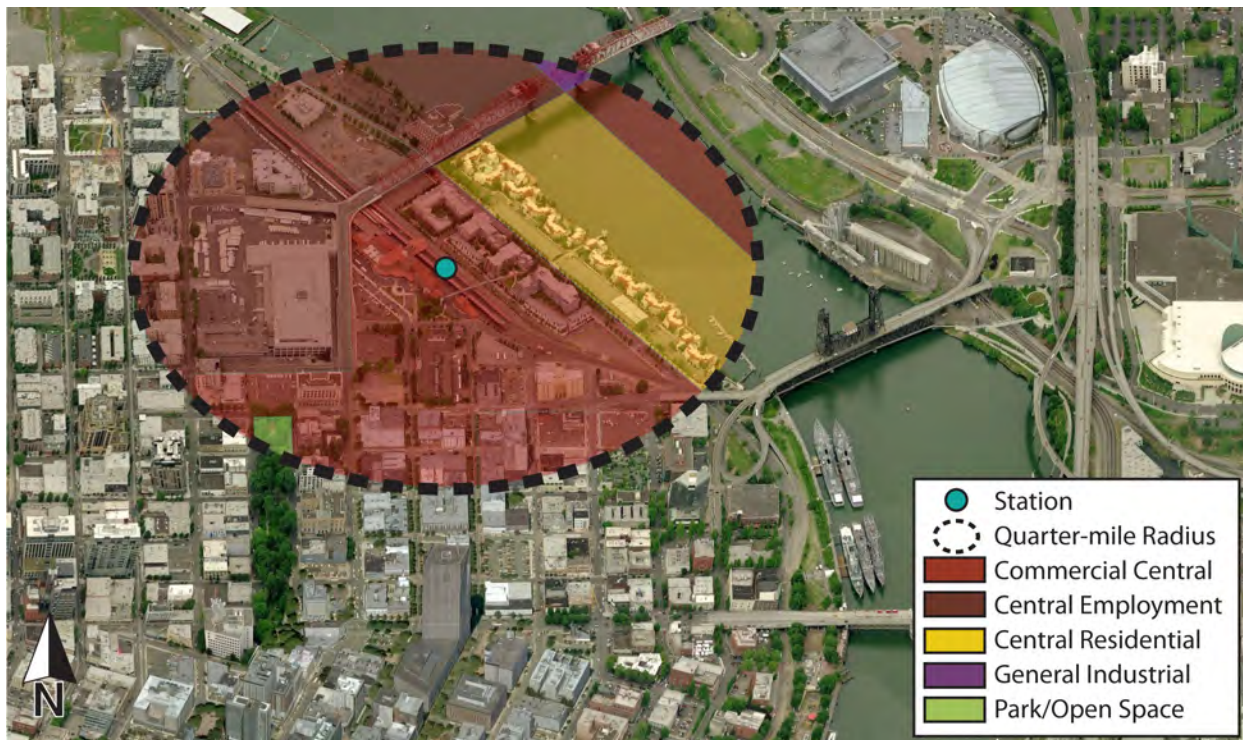 Station
Quarter-mile Radius
Commercial Central
Central Employment
Central Residential
General Industrial
Park/Open Space
N